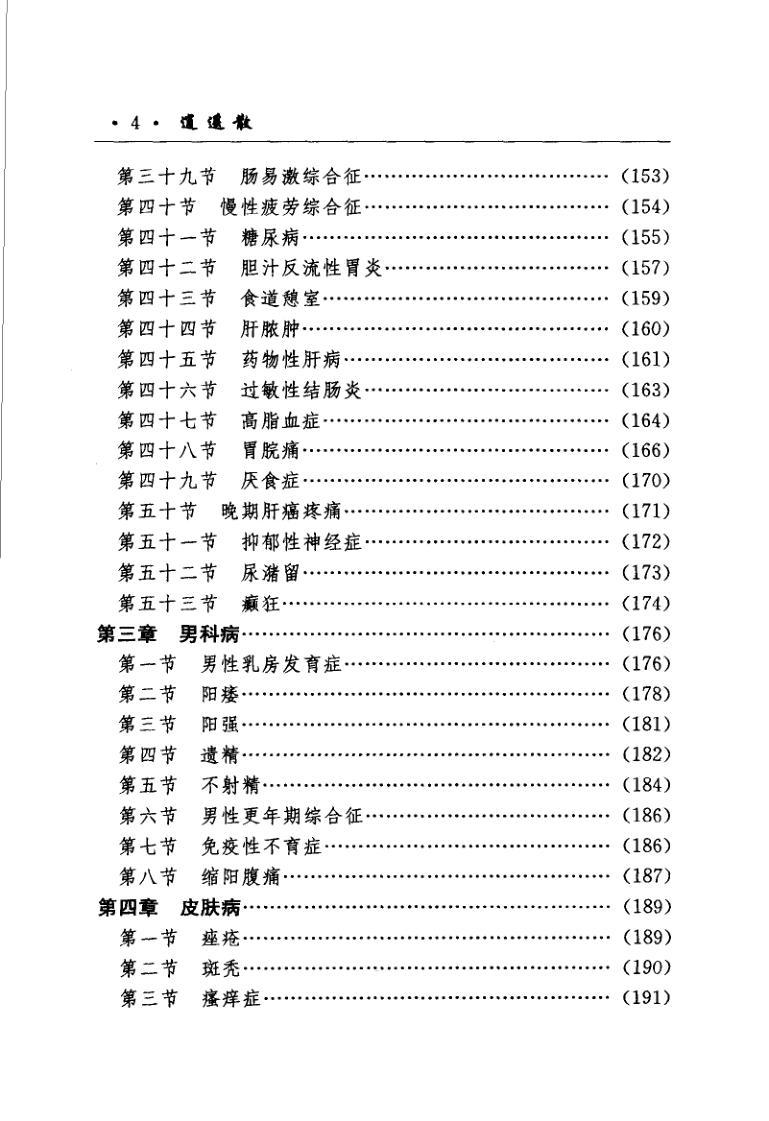 ·4· 逍遥散
第三十九节 肠易激综合征……………………………… (153)
第四十节 慢性疲劳综合征……………………………… (154)
第四十一节 糖尿病……………………………………… (155)
第四十二节 胆汁反流性胃炎…………………………… (157)
第四十三节 食道憩室…………………………………… (159)
第四十四节 肝脓肿……………………………………… (160)
第四十五节 药物性肝病………………………………… (161)
第四十六节 过敏性结肠炎……………………………… (163)
第四十七节 高脂血症…………………………………… (164)
第四十八节 胃脘痛……………………………………… (166)
第四十九节 厌食症……………………………………… (170)
第五十节 晚期肝癌疼痛………………………………… (171)
第五十一节 抑郁性神经症……………………………… (172)
第五十二节 尿潴留……………………………………… (173)
第五十三节 癫狂………………………………………… (174)
第三章 男科病…………………………………………… (176)
第一节 男性乳房发育症………………………………… (176)
第二节 阳痿……………………………………………… (178)
第三节 阳强……………………………………………… (181)
第四节 遗精……………………………………………… (182)
第五节 不射精…………………………………………… (184)
第六节 男性更年期综合征……………………………… (186)
第七节 免疫性不育症…………………………………… (186)
第八节 缩阳腹痛………………………………………… (187)
第四章 皮肤病…………………………………………… (189)
第一节 痤疮……………………………………………… (189)
第二节 斑秃……………………………………………… (190)
第三节 瘙痒症…………………………………………… (191)